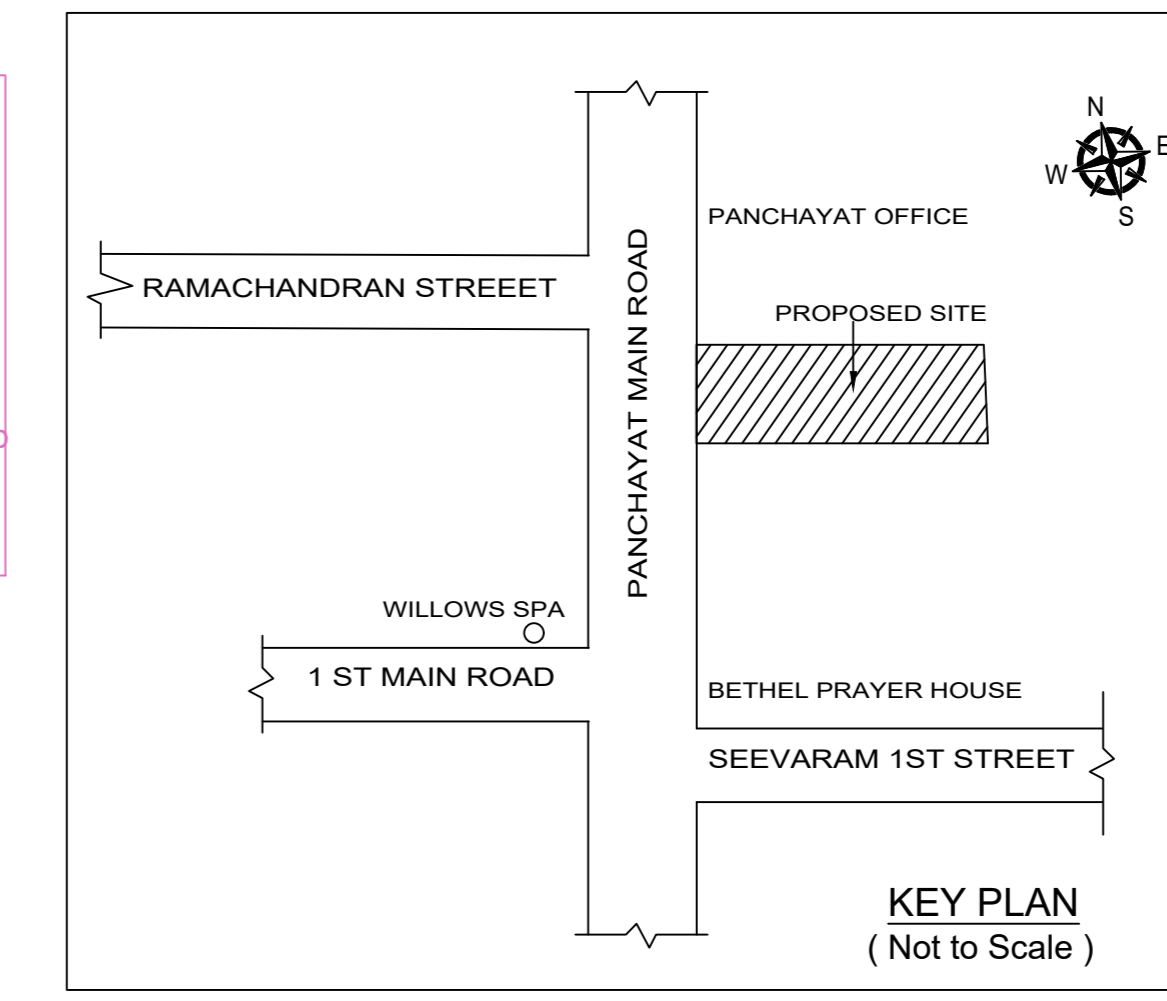 N
E
W
S
PANCHAYAT OFFICE
RAMACHANDRAN STREEET
PANCHAYAT MAIN ROAD
PROPOSED SITE
WILLOWS SPA
1 ST MAIN ROAD
BETHEL PRAYER HOUSE
SEEVARAM 1ST STREET
KEY PLAN
( Not to Scale )